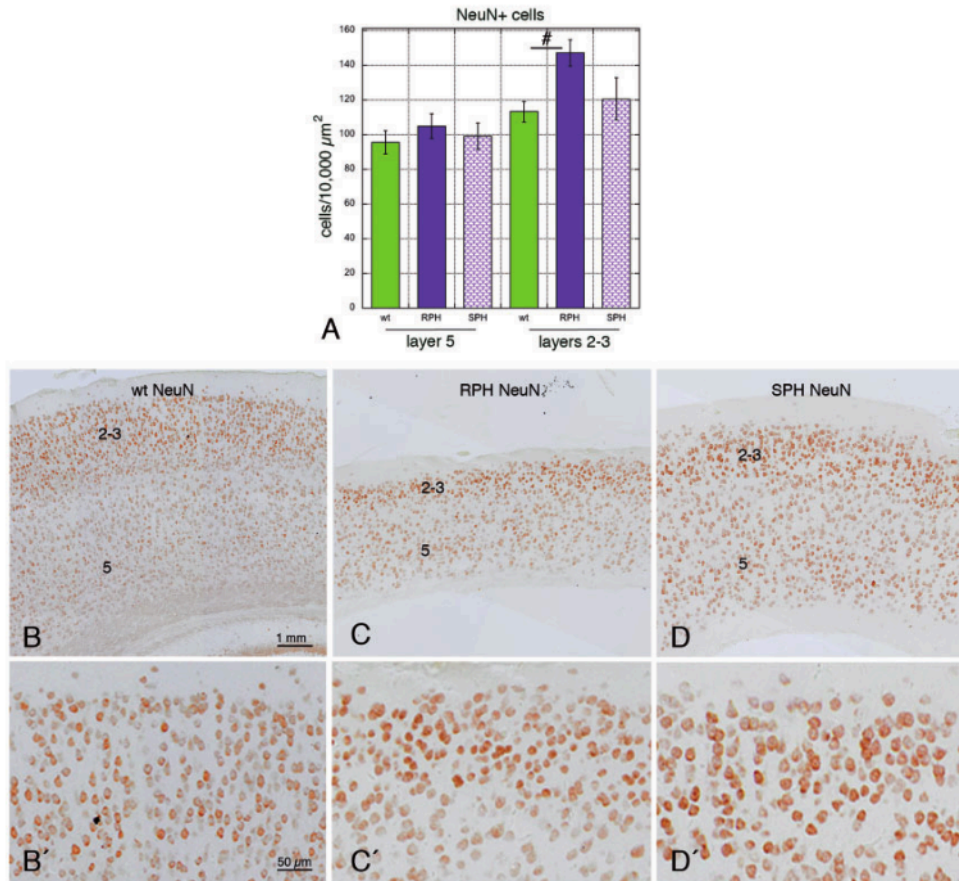 NeuN+ cells
160
140
120
100
80
60
40
20
0
cells/10,000 µm²
#
wt RPH SPH wt RPH SPH
layer 5 layers 2-3
A
wt NeuN
2-3
5
1 mm
B
RPH NeuN
2-3
5
C
SPH NeuN
2-3
5
D
B´
50 µm
C´
D´